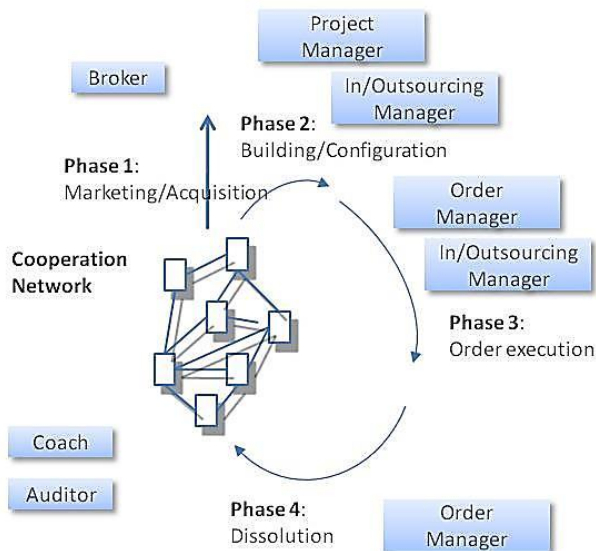 Project
Manager
Broker
In/Outsourcing
Manager
Phase 2:
Building/Configuration
Phase 1:
Marketing/Acquisition
Order
Manager
Cooperation
Network
In/Outsourcing
Manager
Phase 3:
Order execution
Coach
Auditor
Phase 4:
Dissolution
Order
Manager